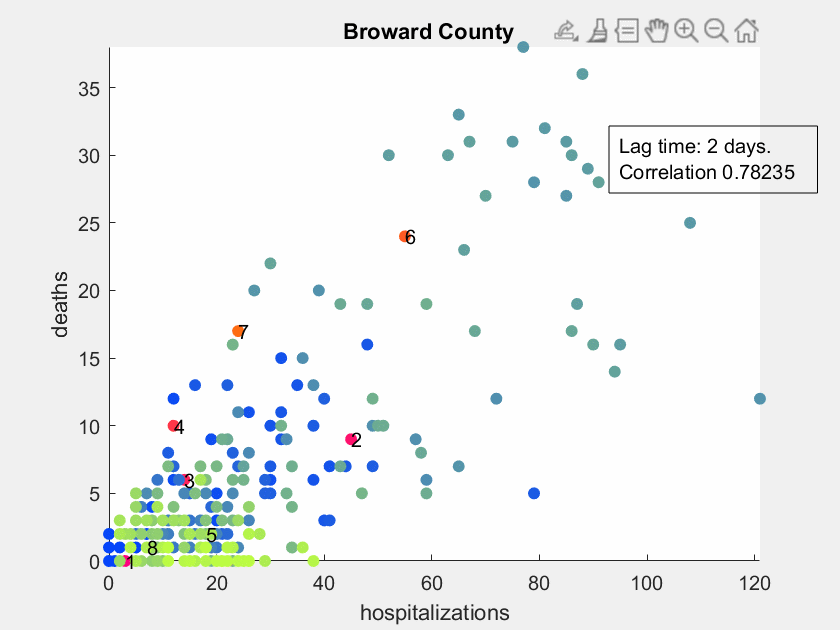 Broward County
Lag time: 2 days.
Correlation 0.78235
deaths
35
30
25
20
15
10
5
0
6
7
4
2
3
5
8
1
0 20 40 60 80 100 120
hospitalizations